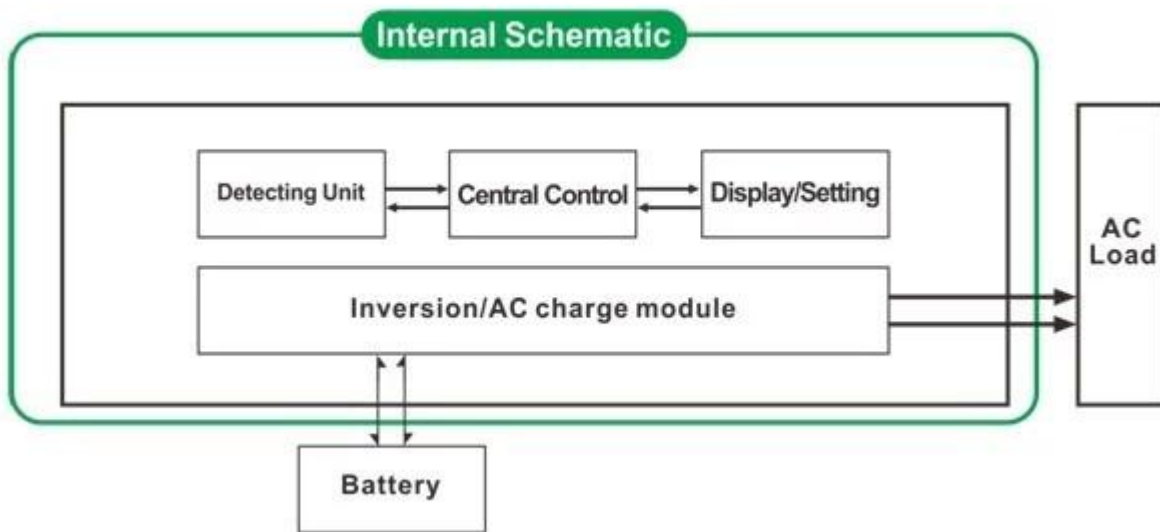 Internal Schematic
Detecting Unit
Central Control
Display/Setting
AC
Load
Inversion/AC charge module
Battery